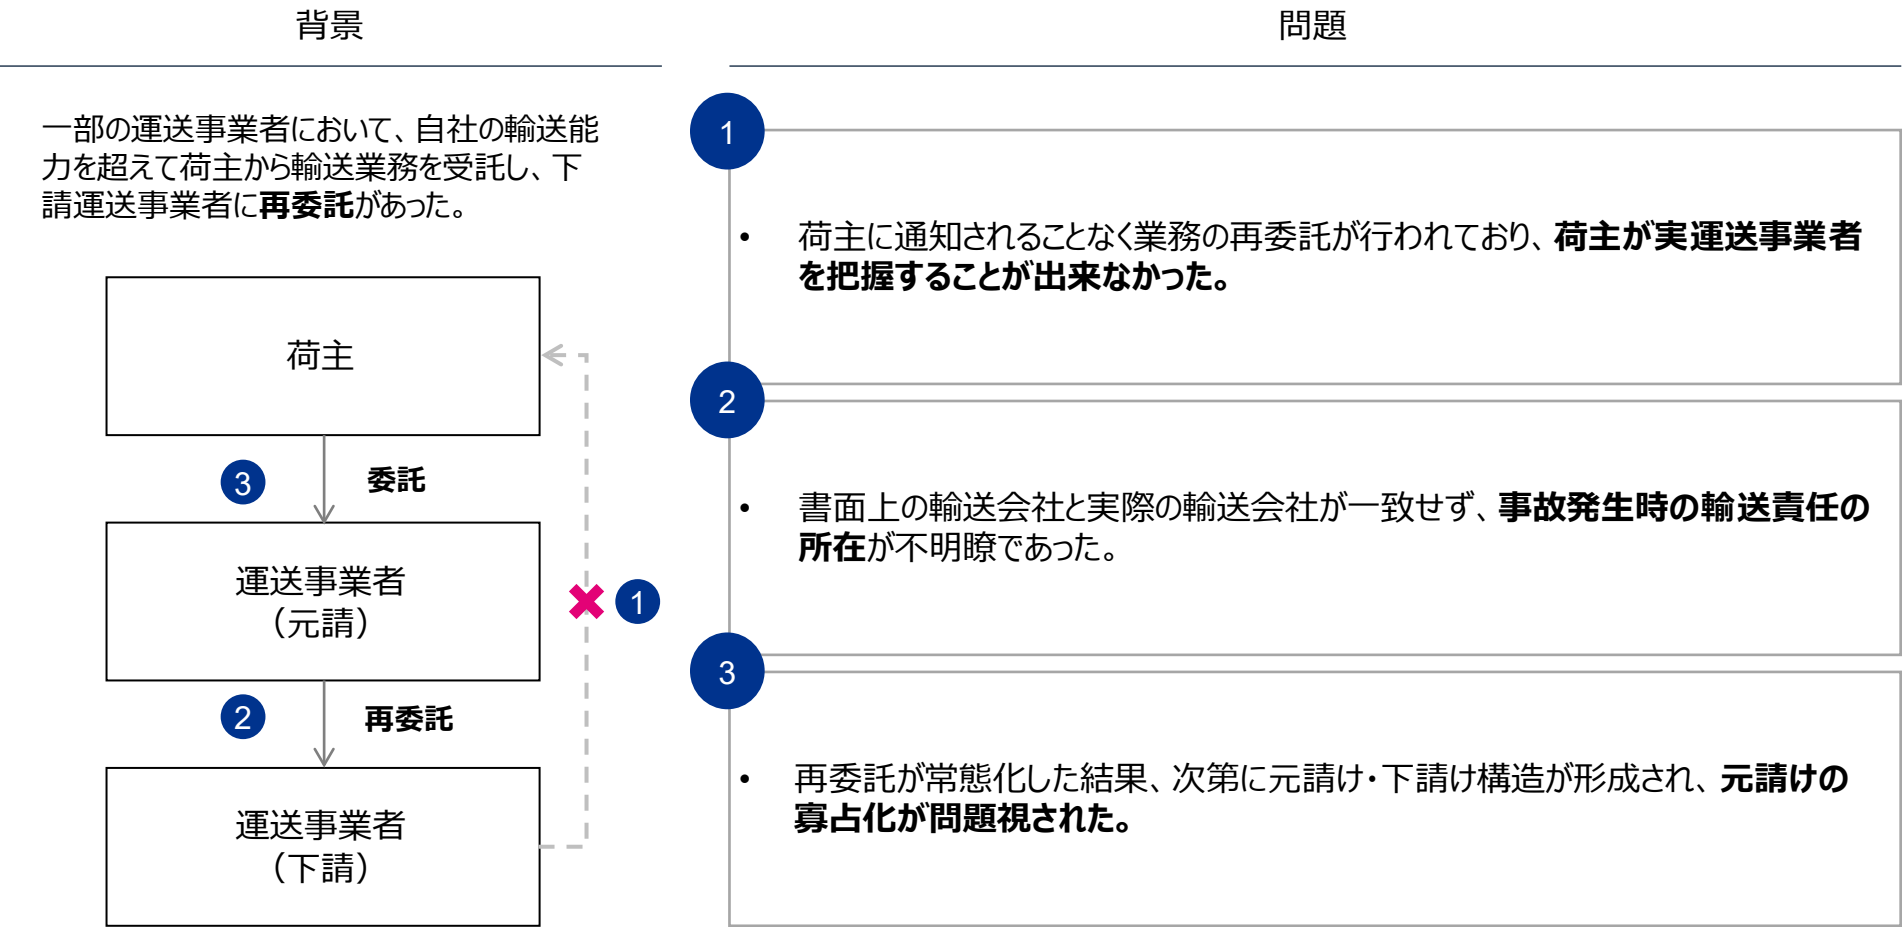 背景
一部の運送事業者において、自社の輸送能
力を超えて荷主から輸送業務を受託し、下
請運送事業者に再委託があった。
荷主
3
委託
運送事業者
（元請）
1
2
再委託
運送事業者
（下請）
問題
1
• 荷主に通知されることなく業務の再委託が行われており、荷主が実運送事業者
を把握することが出来なかった。
2
• 書面上の輸送会社と実際の輸送会社が一致せず、事故発生時の輸送責任の
所在が不明瞭であった。
3
• 再委託が常態化した結果、次第に元請け・下請け構造が形成され、元請けの
寡占化が問題視された。